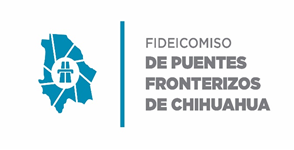 FIDEICOMISO
DE PUENTES
FRONTERIZOS
DE CHIHUAHUA